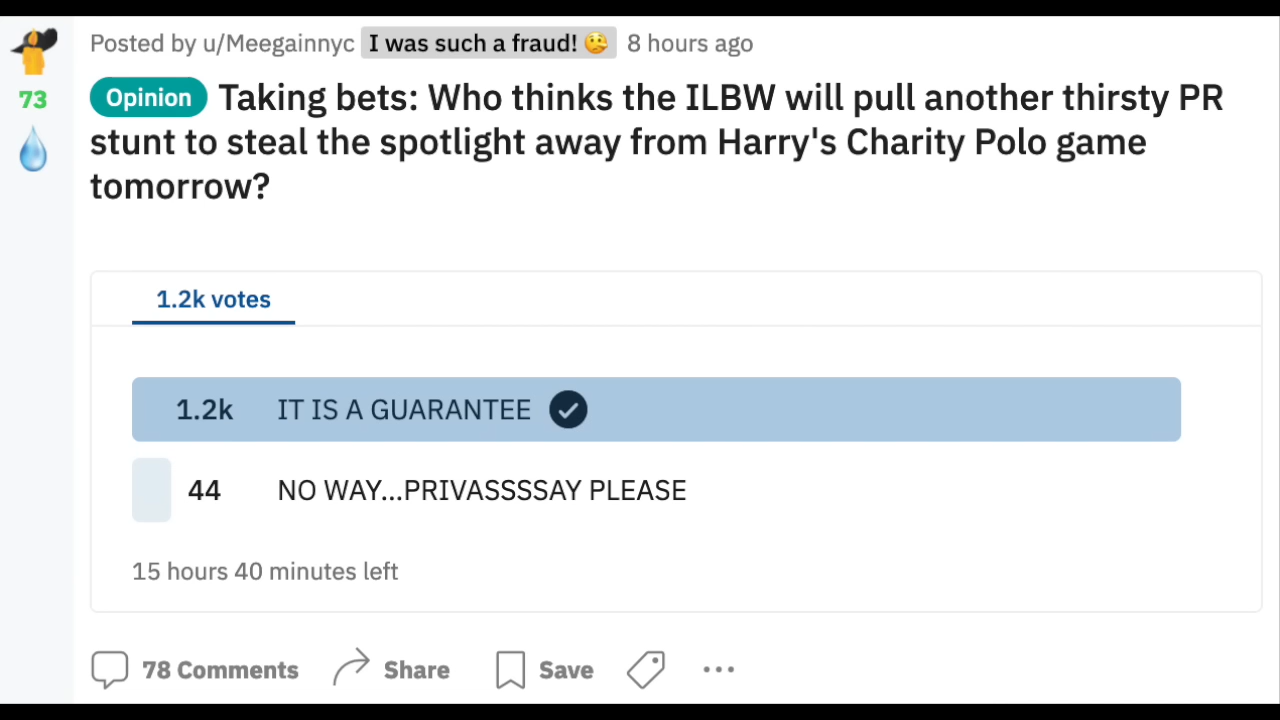 Posted by u/Meegainnyc I was such a fraud! 🤥 8 hours ago
73
Opinion Taking bets: Who thinks the ILBW will pull another thirsty PR
stunt to steal the spotlight away from Harry's Charity Polo game
tomorrow?
1.2k votes
1.2k IT IS A GUARANTEE
44 NO WAY...PRIVASSSSAY PLEASE
15 hours 40 minutes left
78 Comments Share Save ...